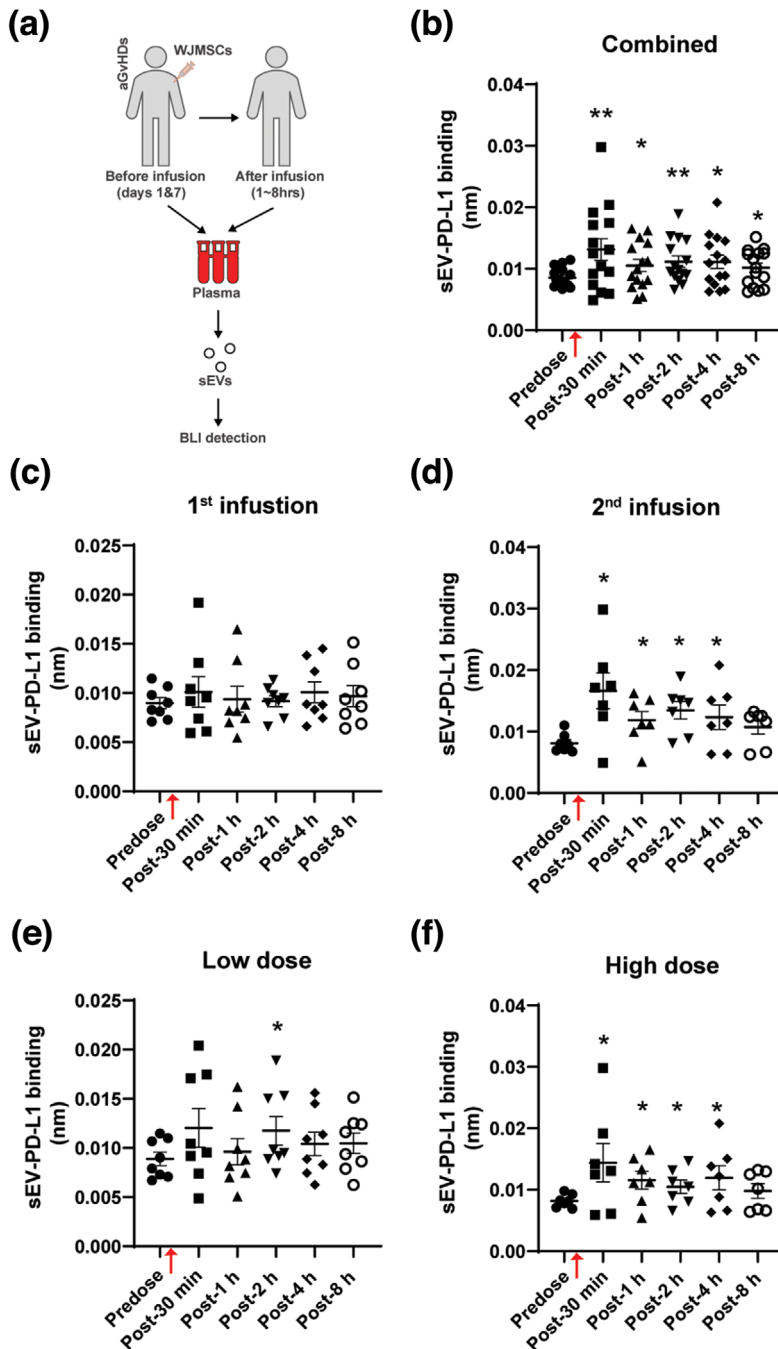 (a)
aGvHDs
WJMSCs
Before infusion
(days 1&7)
After infusion
(1~8hrs)
Plasma
sEVs
BLI detection
(b)
Combined
sEV-PD-L1 binding
(nm)
0.04
0.03
0.02
0.01
0.00
**
*
**
*
*
Predose
Post-30 min
Post-1 h
Post-2 h
Post-4 h
Post-8 h
(c)
1st infustion
sEV-PD-L1 binding
(nm)
0.025
0.020
0.015
0.010
0.005
0.000
Predose
Post-30 min
Post-1 h
Post-2 h
Post-4 h
Post-8 h
(d)
2nd infusion
sEV-PD-L1 binding
(nm)
0.04
0.03
0.02
0.01
0.00
*
*
*
*
Predose
Post-30 min
Post-1 h
Post-2 h
Post-4 h
Post-8 h
(e)
Low dose
sEV-PD-L1 binding
(nm)
0.025
0.020
0.015
0.010
0.005
0.000
*
Predose
Post-30 min
Post-1 h
Post-2 h
Post-4 h
Post-8 h
(f)
High dose
sEV-PD-L1 binding
(nm)
0.04
0.03
0.02
0.01
0.00
*
*
*
*
Predose
Post-30 min
Post-1 h
Post-2 h
Post-4 h
Post-8 h